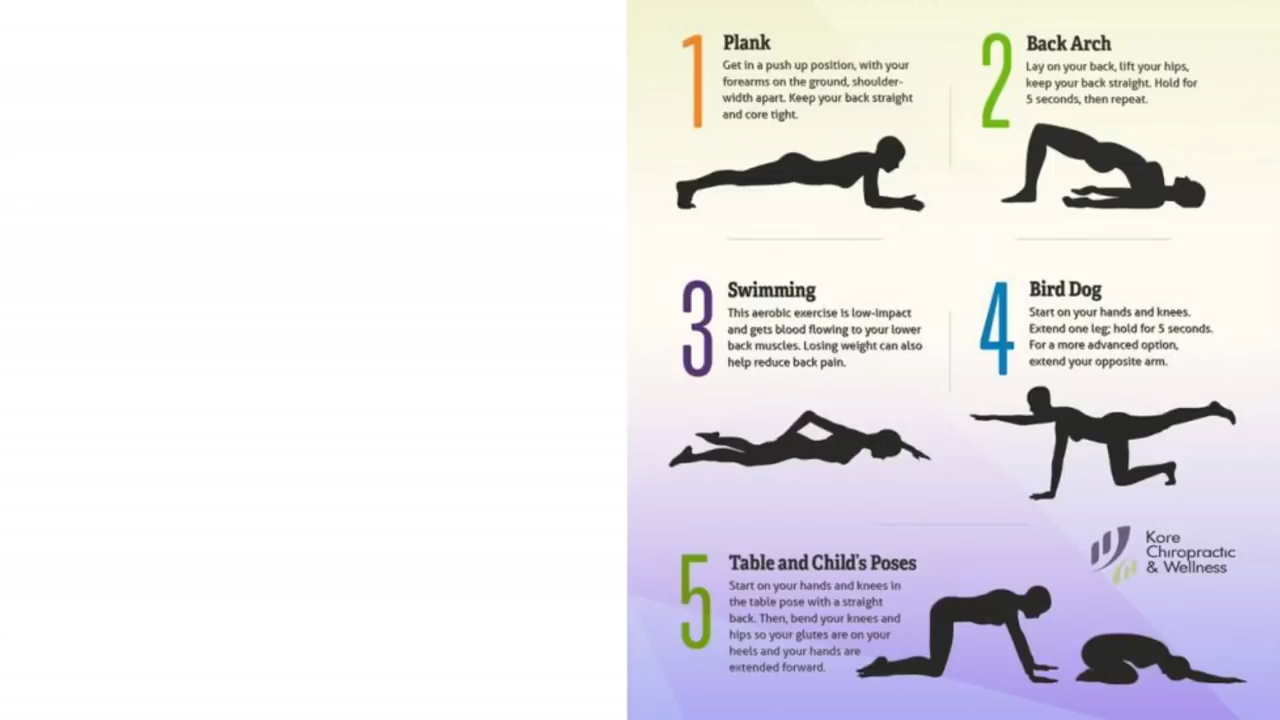 1
Plank
Get in a push up position, with your
forearms on the ground, shoulder-
width apart. Keep your back straight
and core tight.
2
Back Arch
Lay on your back, lift your hips,
keep your back straight. Hold for
5 seconds, then repeat.
3
Swimming
This aerobic exercise is low-impact
and gets blood flowing to your lower
back muscles. Losing weight can also
help reduce back pain.
4
Bird Dog
Start on your hands and knees.
Extend one leg; hold for 5 seconds.
For a more advanced option,
extend your opposite arm.
5
Table and Child's Poses
Start on your hands and knees in
the table pose with a straight
back. Then, bend your knees and
hips so your glutes are on your
heels and your hands are
extended forward.
Kore
Chiropractic
& Wellness